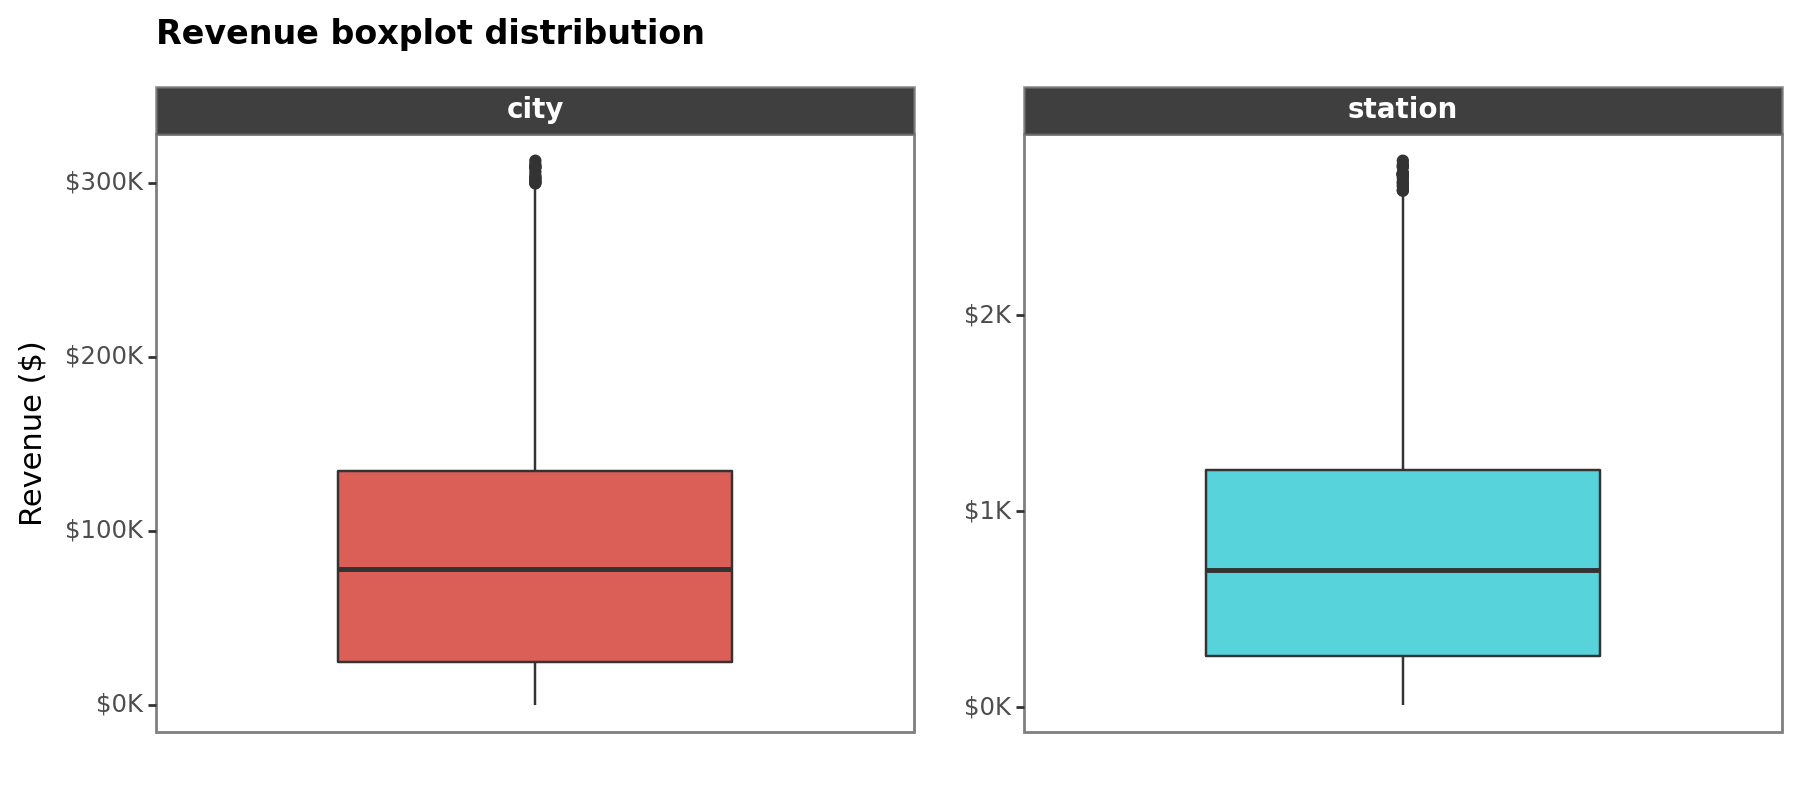 Revenue boxplot distribution
city
station
Revenue ($)
$300K
$200K
$100K
$0K
$2K
$1K
$0K